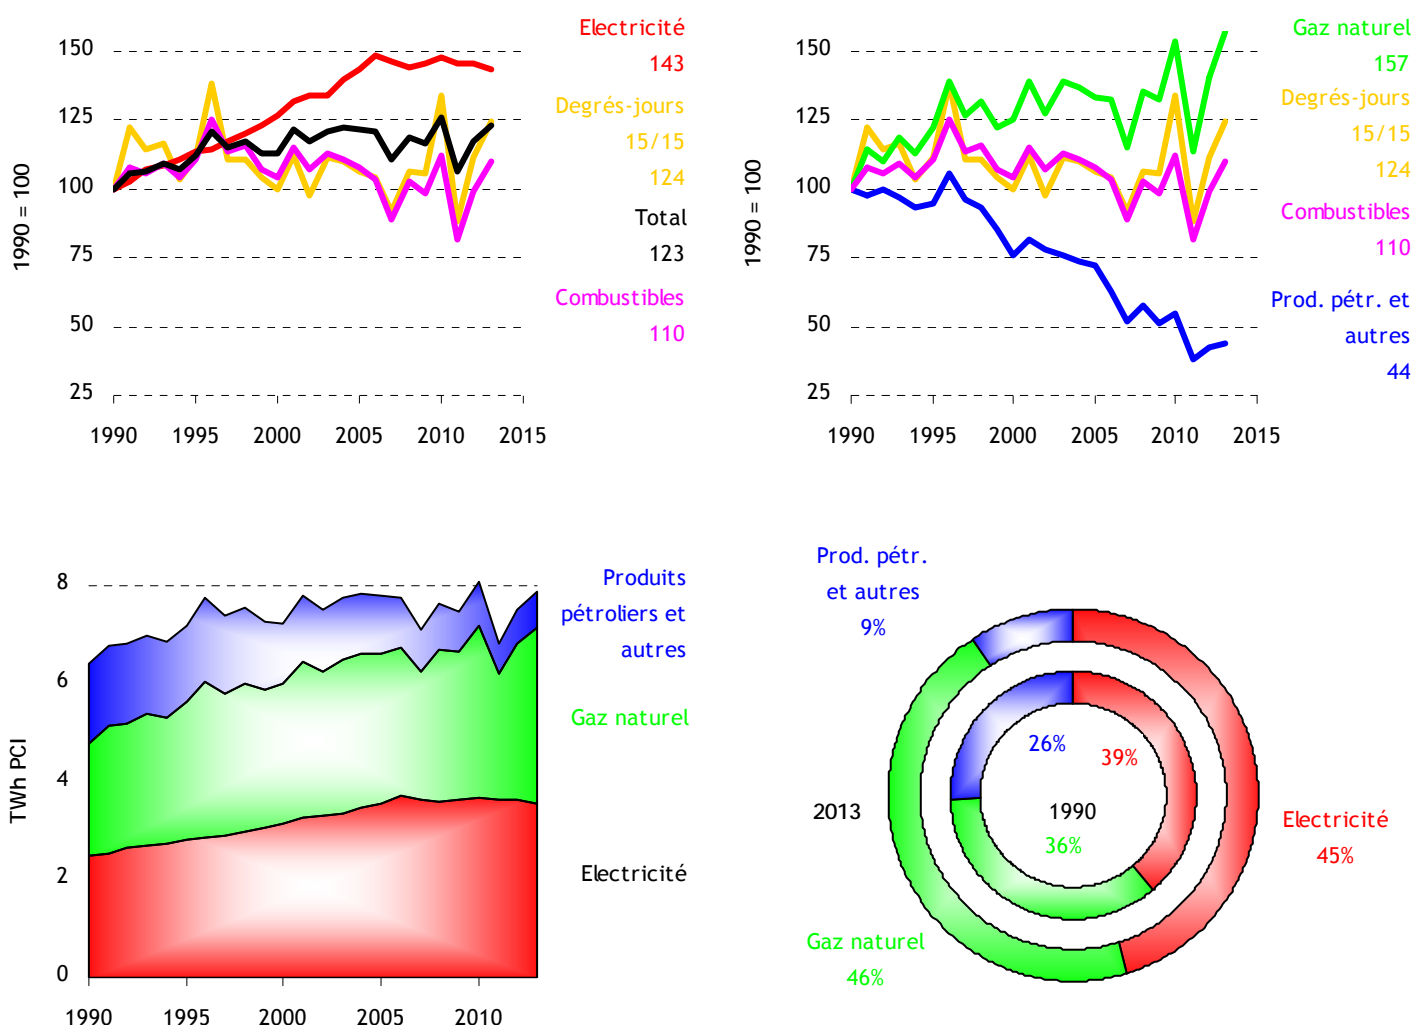 1990 = 100
150
125
100
75
50
25
1990 1995 2000 2005 2010 2015
Electricité
143
Degrés-jours
15/15
124
Total
123
Combustibles
110
1990 = 100
150
125
100
75
50
25
1990 1995 2000 2005 2010 2015
Gaz naturel
157
Degrés-jours
15/15
124
Combustibles
110
Prod. pétr. et
autres
44
TWh PCI
8
6
4
2
0
1990 1995 2000 2005 2010
Produits
pétroliers et
autres
Gaz naturel
Electricité
Prod. pétr.
et autres
9%
26%
39%
2013
1990
36%
Electricité
45%
Gaz naturel
46%